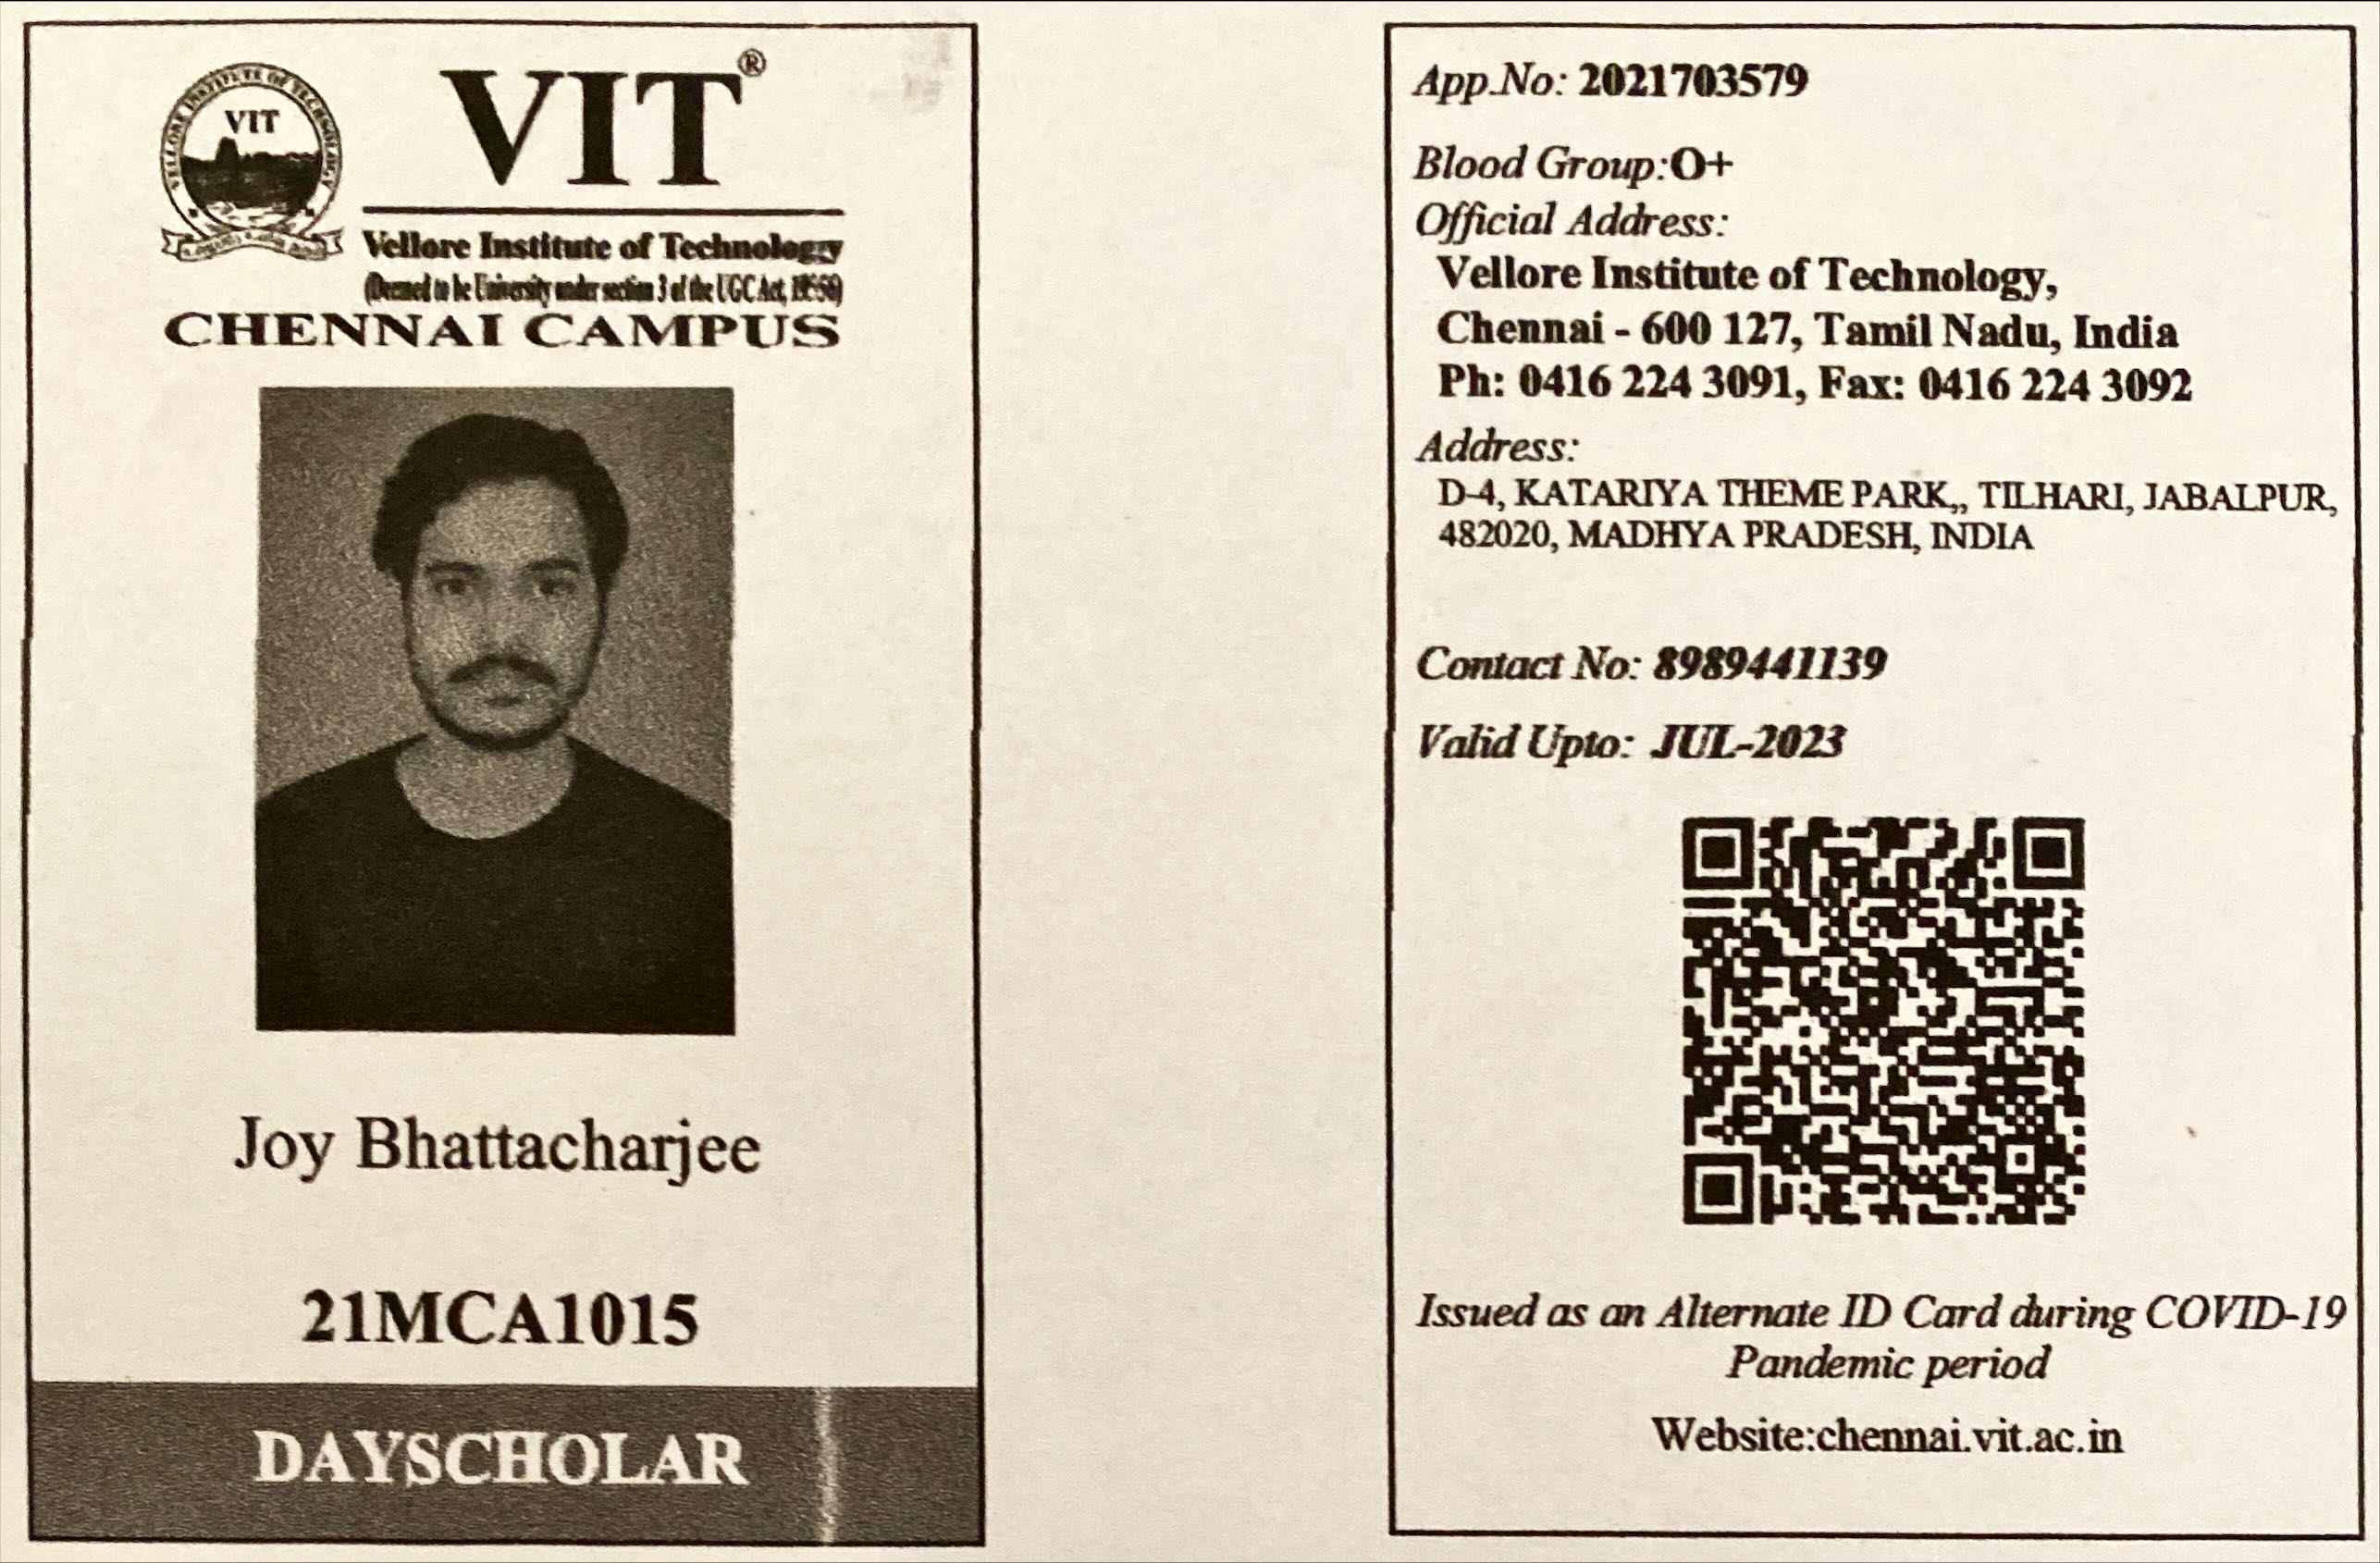 VELLORE INSTITUTE OF TECHNOLOGY
VIT
VIT®
Vellore Institute of Technology
(Deemed to be University under section 3 of the UGC Act, 1956)
CHENNAI CAMPUS
Joy Bhattacharjee
21MCA1015
DAYSCHOLAR
App.No: 2021703579
Blood Group:O+
Official Address:
Vellore Institute of Technology,
Chennai - 600 127, Tamil Nadu, India
Ph: 0416 224 3091, Fax: 0416 224 3092
Address:
D-4, KATARIYA THEME PARK,, TILHARI, JABALPUR,
482020, MADHYA PRADESH, INDIA
Contact No: 8989441139
Valid Upto: JUL-2023
Issued as an Alternate ID Card during COVID-19
Pandemic period
Website:chennai.vit.ac.in